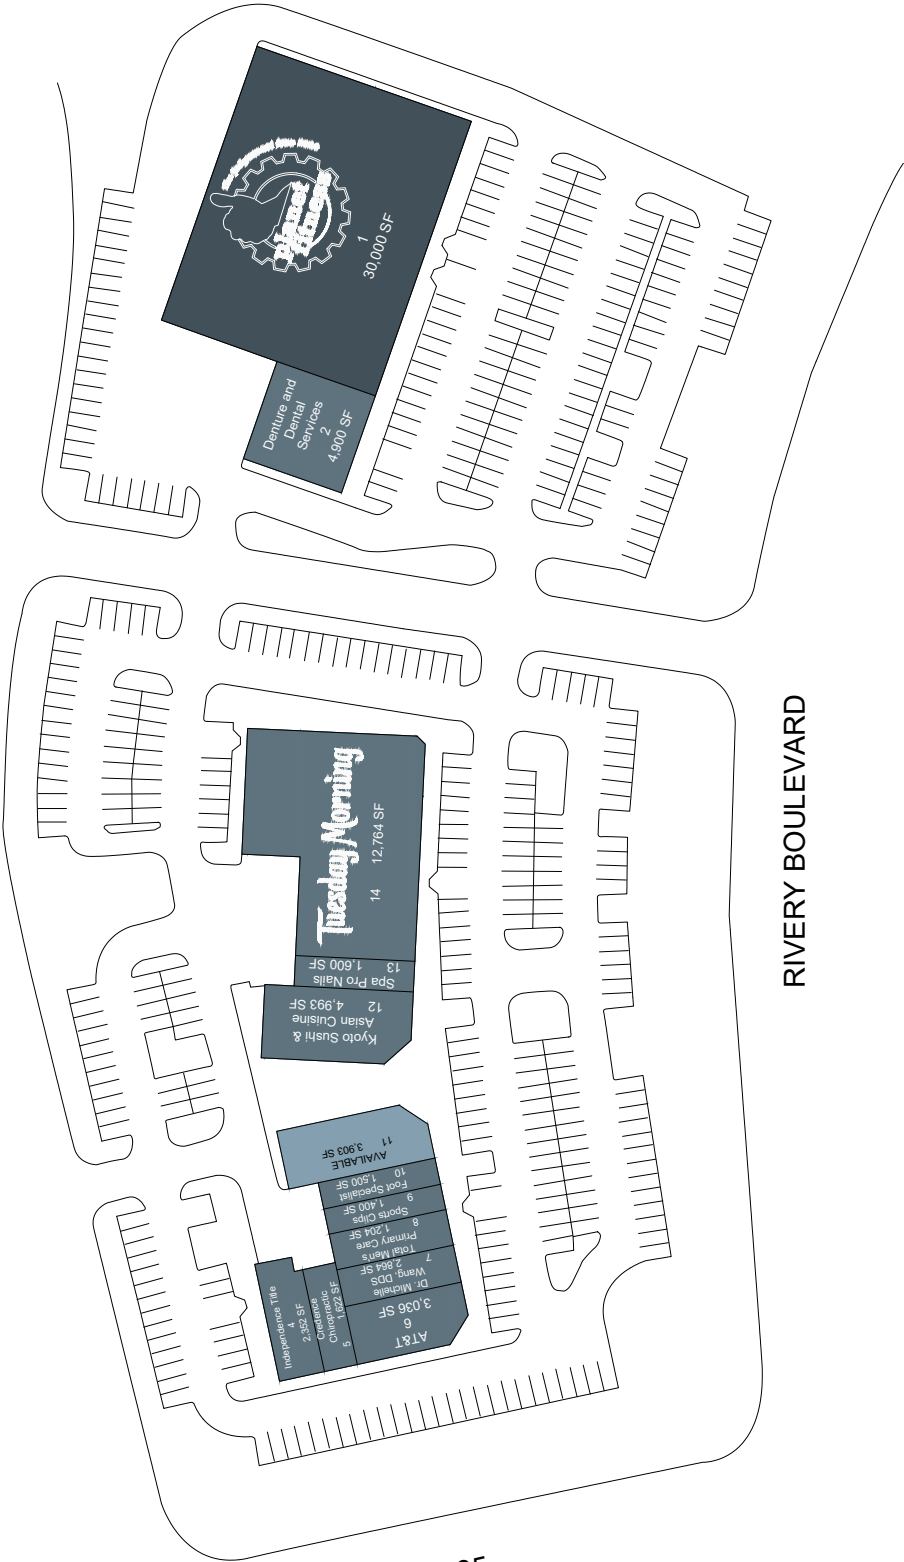 planet
fitness
1
30,000 SF
Denture and
Dental
Services
2
4,900 SF
Tuesday Morning
14 12,764 SF
Spa Pro Nails
13 1,600 SF
Kyoto Sushi &
Asian Cuisine
12 4,993 SF
AVAILABLE
11 3,903 SF
Foot Specialist
10 1,500 SF
Sports Clips
9 1,400 SF
Total Men's
Primary Care
8 1,204 SF
Dr. Michelle
Wang, DDS
7 2,864 SF
AT&T
6
3,036 SF
Independence Title
4
2,352 SF
Credence
Chiropractic
5 1,622 SF
RIVERY BOULEVARD